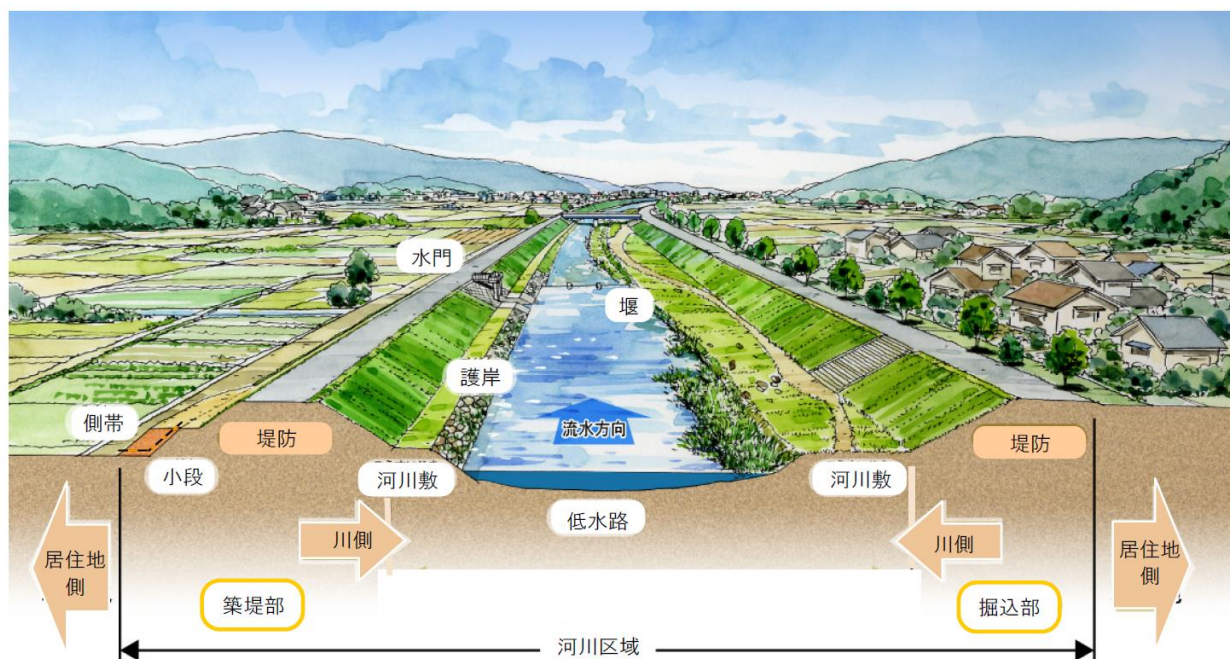 水門
堰
護岸
流水方向
側帯
堤防
堤防
小段
河川敷
河川敷
低水路
川側
川側
居住地
側
居住地
側
築堤部
掘込部
河川区域